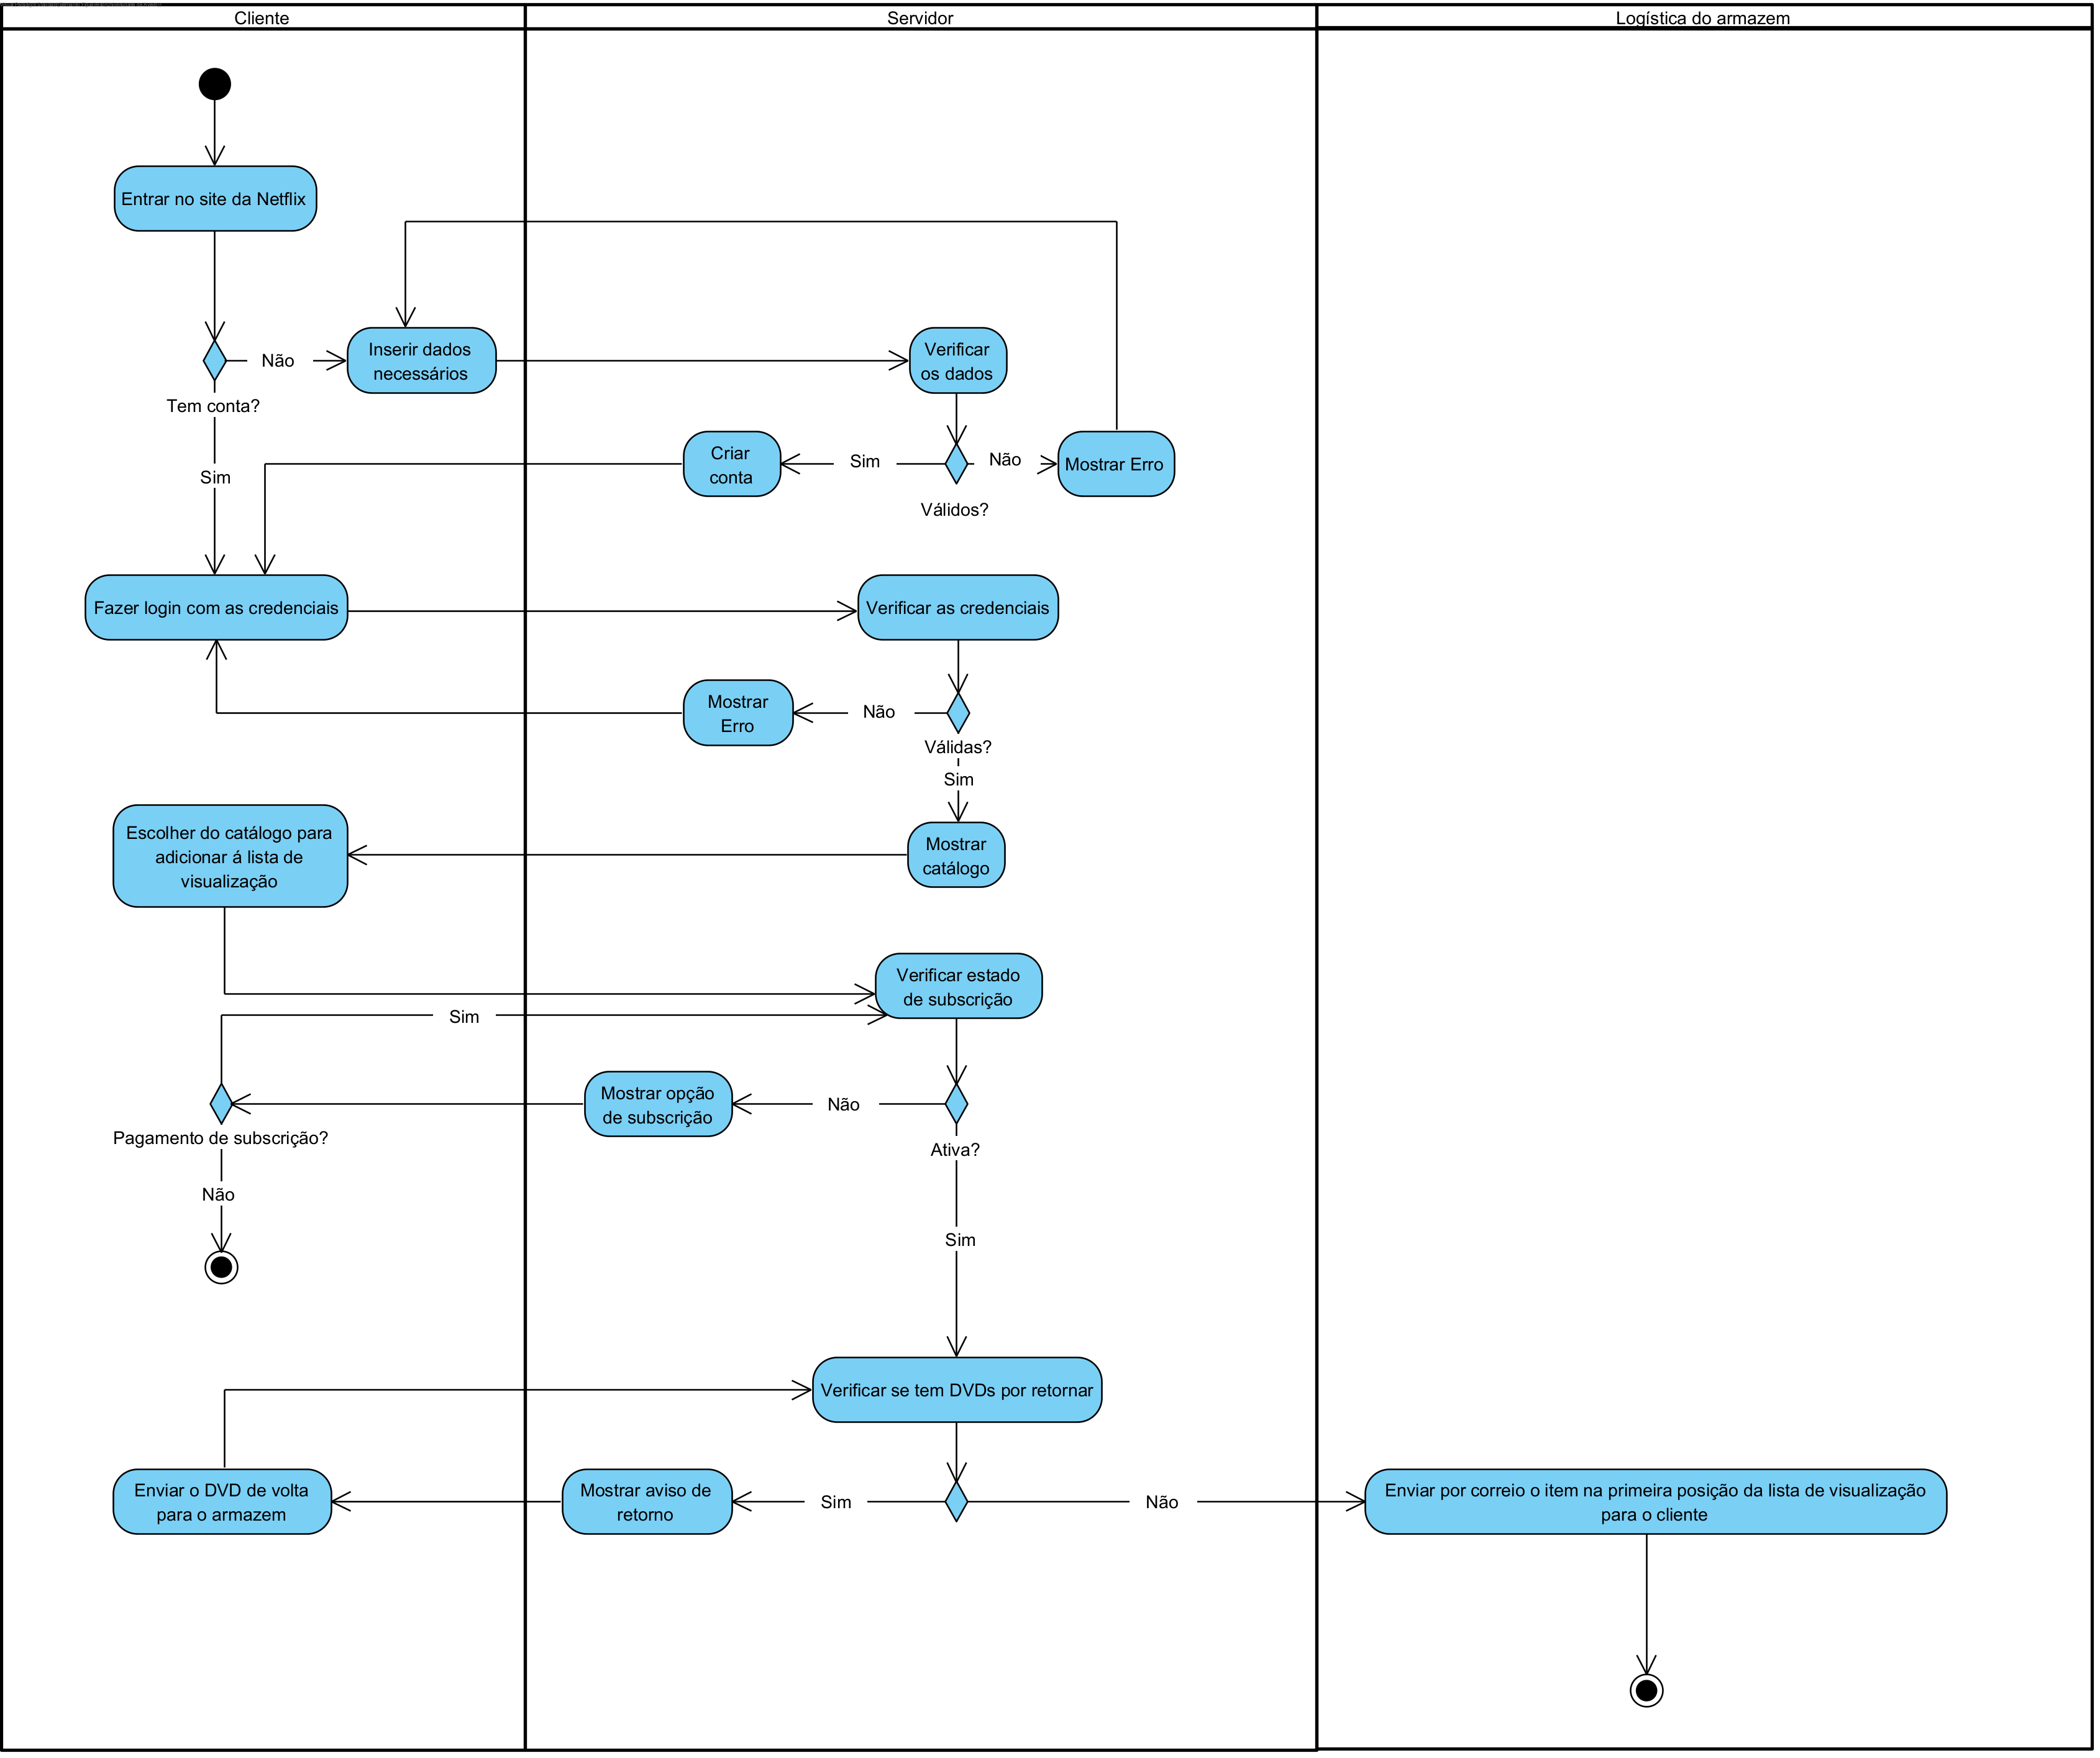 Cliente
Servidor
Logística do armazem
Entrar no site da Netflix
Não
Inserir dados
necessários
Verificar
os dados
Tem conta?
Criar
conta
Sim
Não
Mostrar Erro
Sim
Válidos?
Fazer login com as credenciais
Verificar as credenciais
Mostrar
Erro
Não
Válidas?
Sim
Escolher do catálogo para
adicionar á lista de
visualização
Mostrar
catálogo
Verificar estado
de subscrição
Sim
Mostrar opção
de subscrição
Não
Pagamento de subscrição?
Ativa?
Não
Sim
Verificar se tem DVDs por retornar
Enviar o DVD de volta
para o armazem
Mostrar aviso de
retorno
Sim
Não
Enviar por correio o item na primeira posição da lista de visualização
para o cliente